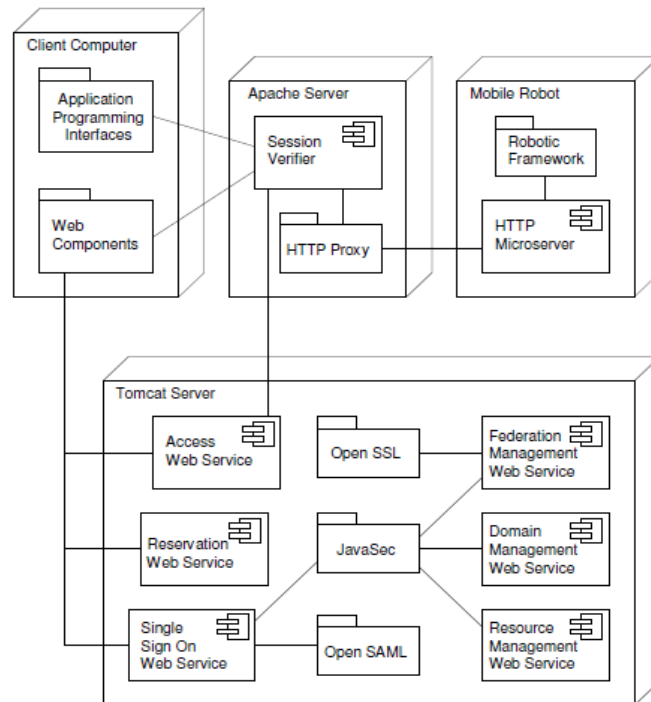 Client Computer
Application
Programming
Interfaces
Web
Components
Apache Server
Session
Verifier
HTTP Proxy
Mobile Robot
Robotic
Framework
HTTP
Microserver
Tomcat Server
Access
Web Service
Open SSL
Federation
Management
Web Service
Reservation
Web Service
JavaSec
Domain
Management
Web Service
Single
Sign On
Web Service
Open SAML
Resource
Management
Web Service